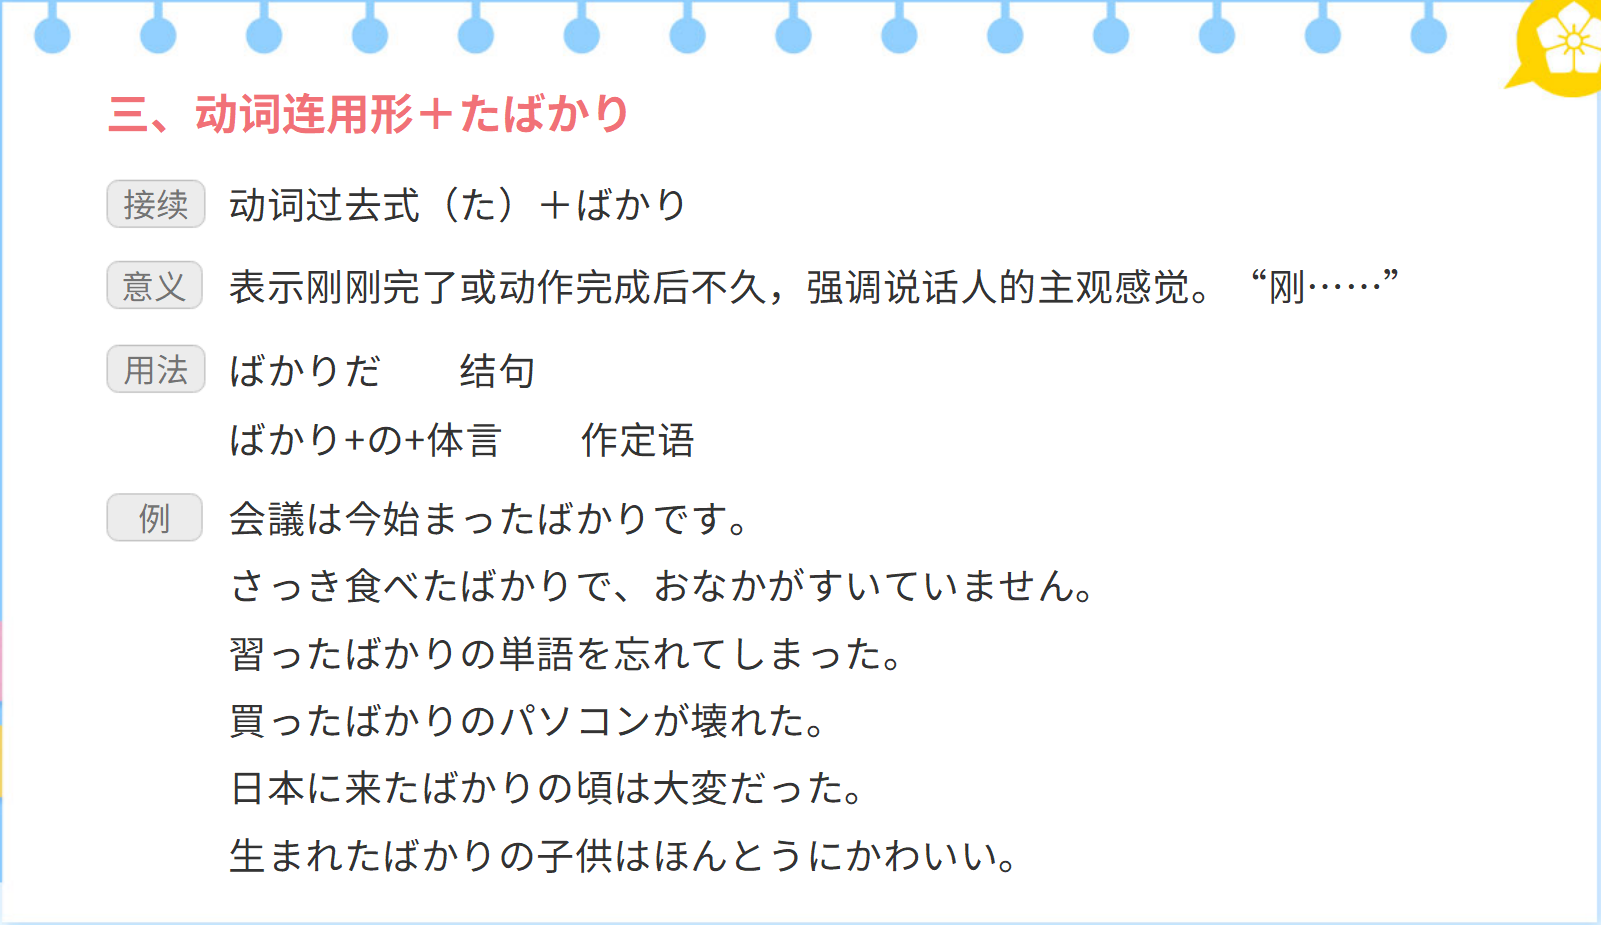 三、动词连用形＋たばかり
接续 动词过去式（た）＋ばかり
意义 表示刚刚完了或动作完成后不久，强调说话人的主观感觉。“刚……”
用法 ばかりだ　　结句
ばかり+の+体言　　作定语
例 会議は今始まったばかりです。
さっき食べたばかりで、おなかがすいていません。
習ったばかりの単語を忘れてしまった。
買ったばかりのパソコンが壊れた。
日本に来たばかりの頃は大変だった。
生まれたばかりの子供はほんとうにかわいい。